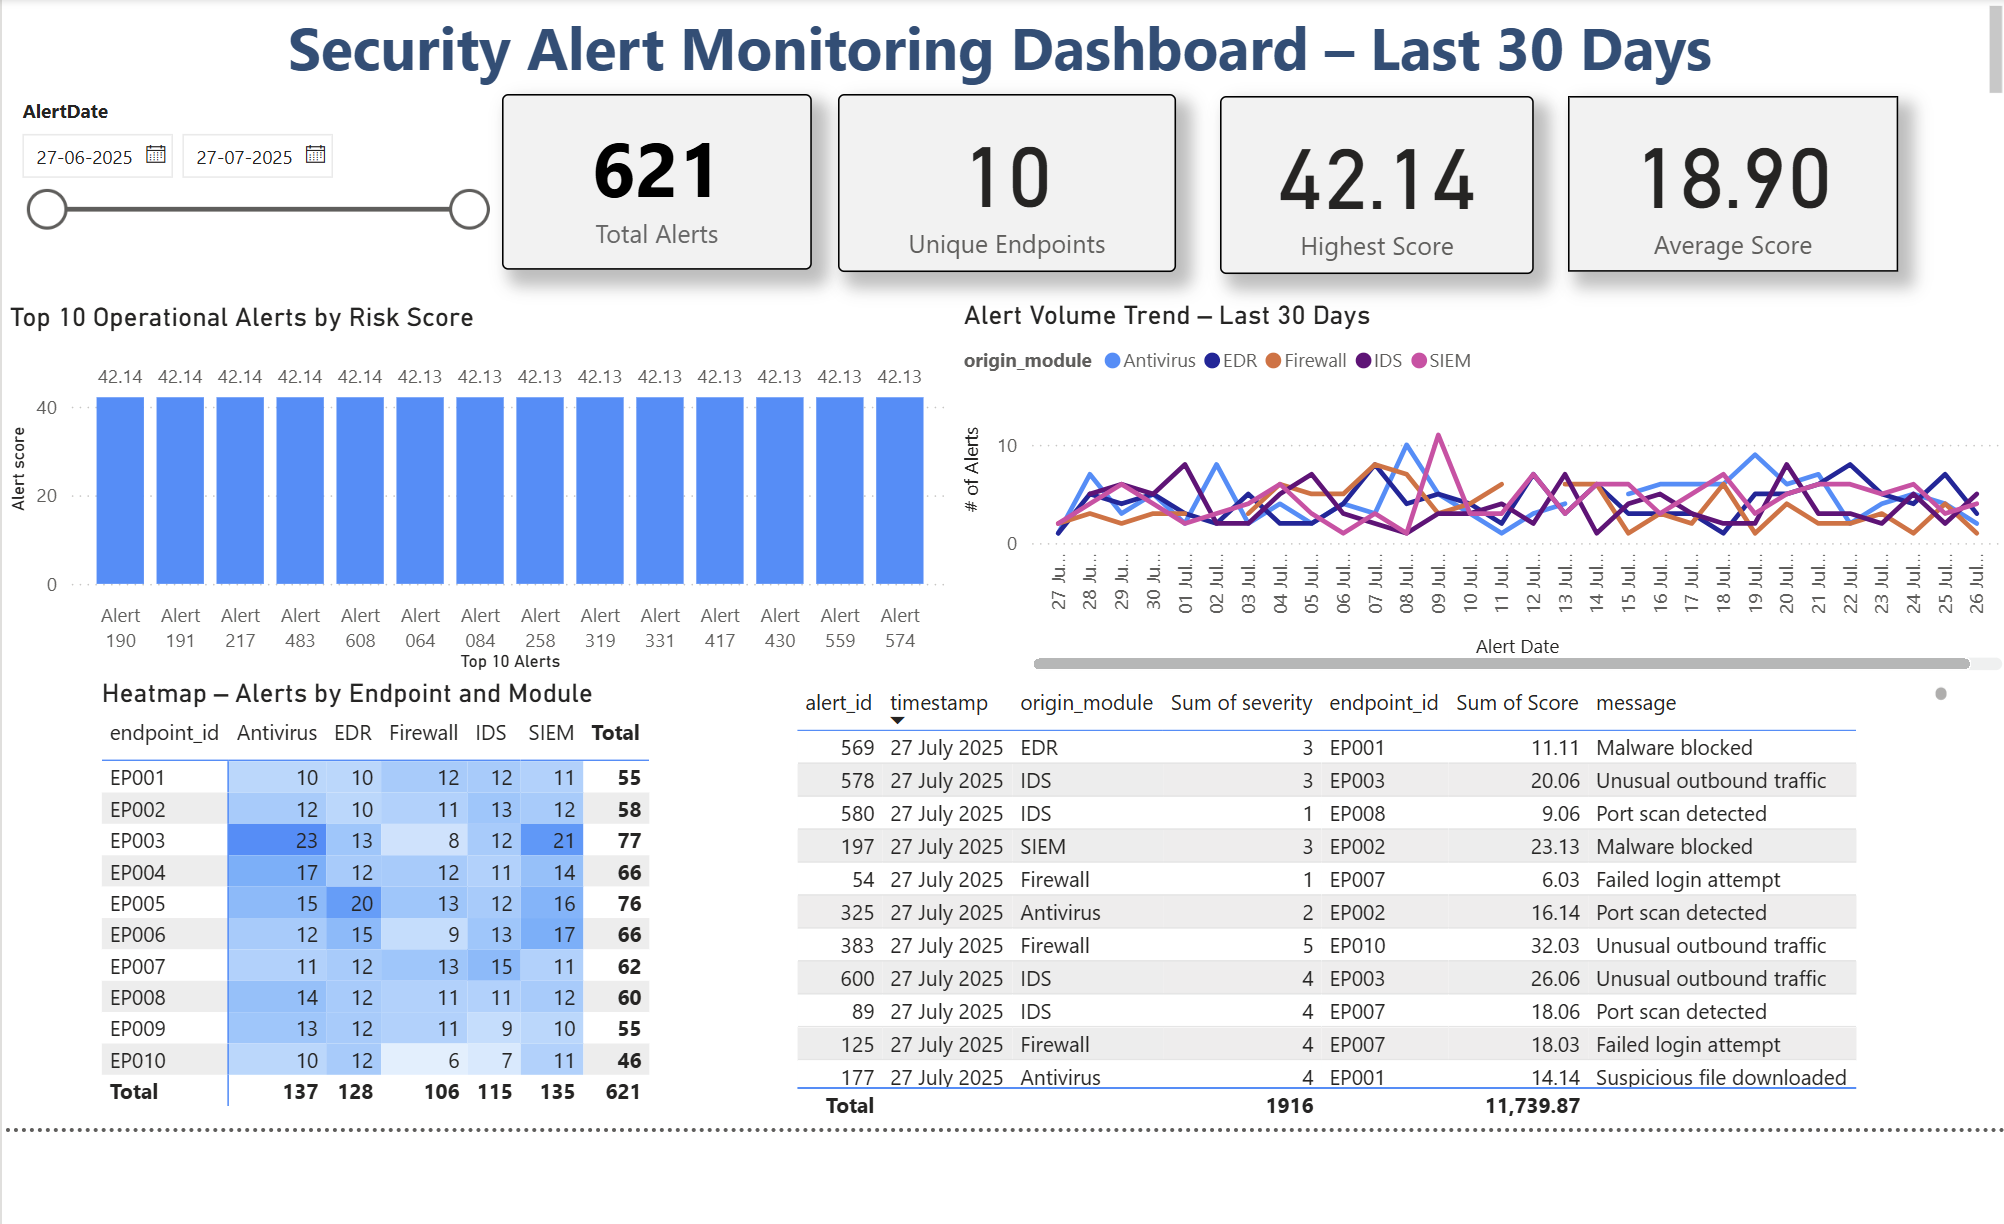 Security Alert Monitoring Dashboard – Last 30 Days
AlertDate
27-06-2025 27-07-2025
621
Total Alerts
10
Unique Endpoints
42.14
Highest Score
18.90
Average Score
Top 10 Operational Alerts by Risk Score
42.14 42.14 42.14 42.14 42.14 42.13 42.13 42.13 42.13 42.13 42.13 42.13 42.13 42.13
40
20
0
Alert score
Alert 190
Alert 191
Alert 217
Alert 483
Alert 608
Alert 064
Alert 084
Alert 258
Alert 319
Alert 331
Alert 417
Alert 430
Alert 559
Alert 574
Top 10 Alerts
Alert Volume Trend – Last 30 Days
origin_module Antivirus EDR Firewall IDS SIEM
# of Alerts
10
0
27 Ju...
28 Ju...
29 Ju...
30 Ju...
01 Jul...
02 Jul...
03 Jul...
04 Jul...
05 Jul...
06 Jul...
07 Jul...
08 Jul...
09 Jul...
10 Jul...
11 Jul...
12 Jul...
13 Jul...
14 Jul...
15 Jul...
16 Jul...
17 Jul...
18 Jul...
19 Jul...
20 Jul...
21 Jul...
22 Jul...
23 Jul...
24 Jul...
25 Jul...
26 Jul...
Alert Date
Heatmap – Alerts by Endpoint and Module
endpoint_id Antivirus EDR Firewall IDS SIEM Total
EP001 10 10 12 12 11 55
EP002 12 10 11 13 12 58
EP003 23 13 8 12 21 77
EP004 17 12 12 11 14 66
EP005 15 20 13 12 16 76
EP006 12 15 9 13 17 66
EP007 11 12 13 15 11 62
EP008 14 12 11 11 12 60
EP009 13 12 11 9 10 55
EP010 10 12 6 7 11 46
Total 137 128 106 115 135 621
alert_id timestamp origin_module Sum of severity endpoint_id Sum of Score message
569 27 July 2025 EDR 3 EP001 11.11 Malware blocked
578 27 July 2025 IDS 3 EP003 20.06 Unusual outbound traffic
580 27 July 2025 IDS 1 EP008 9.06 Port scan detected
197 27 July 2025 SIEM 3 EP002 23.13 Malware blocked
54 27 July 2025 Firewall 1 EP007 6.03 Failed login attempt
325 27 July 2025 Antivirus 2 EP002 16.14 Port scan detected
383 27 July 2025 Firewall 5 EP010 32.03 Unusual outbound traffic
600 27 July 2025 IDS 4 EP003 26.06 Unusual outbound traffic
89 27 July 2025 IDS 4 EP007 18.06 Port scan detected
125 27 July 2025 Firewall 4 EP007 18.03 Failed login attempt
177 27 July 2025 Antivirus 4 EP001 14.14 Suspicious file downloaded
Total 1916 11,739.87